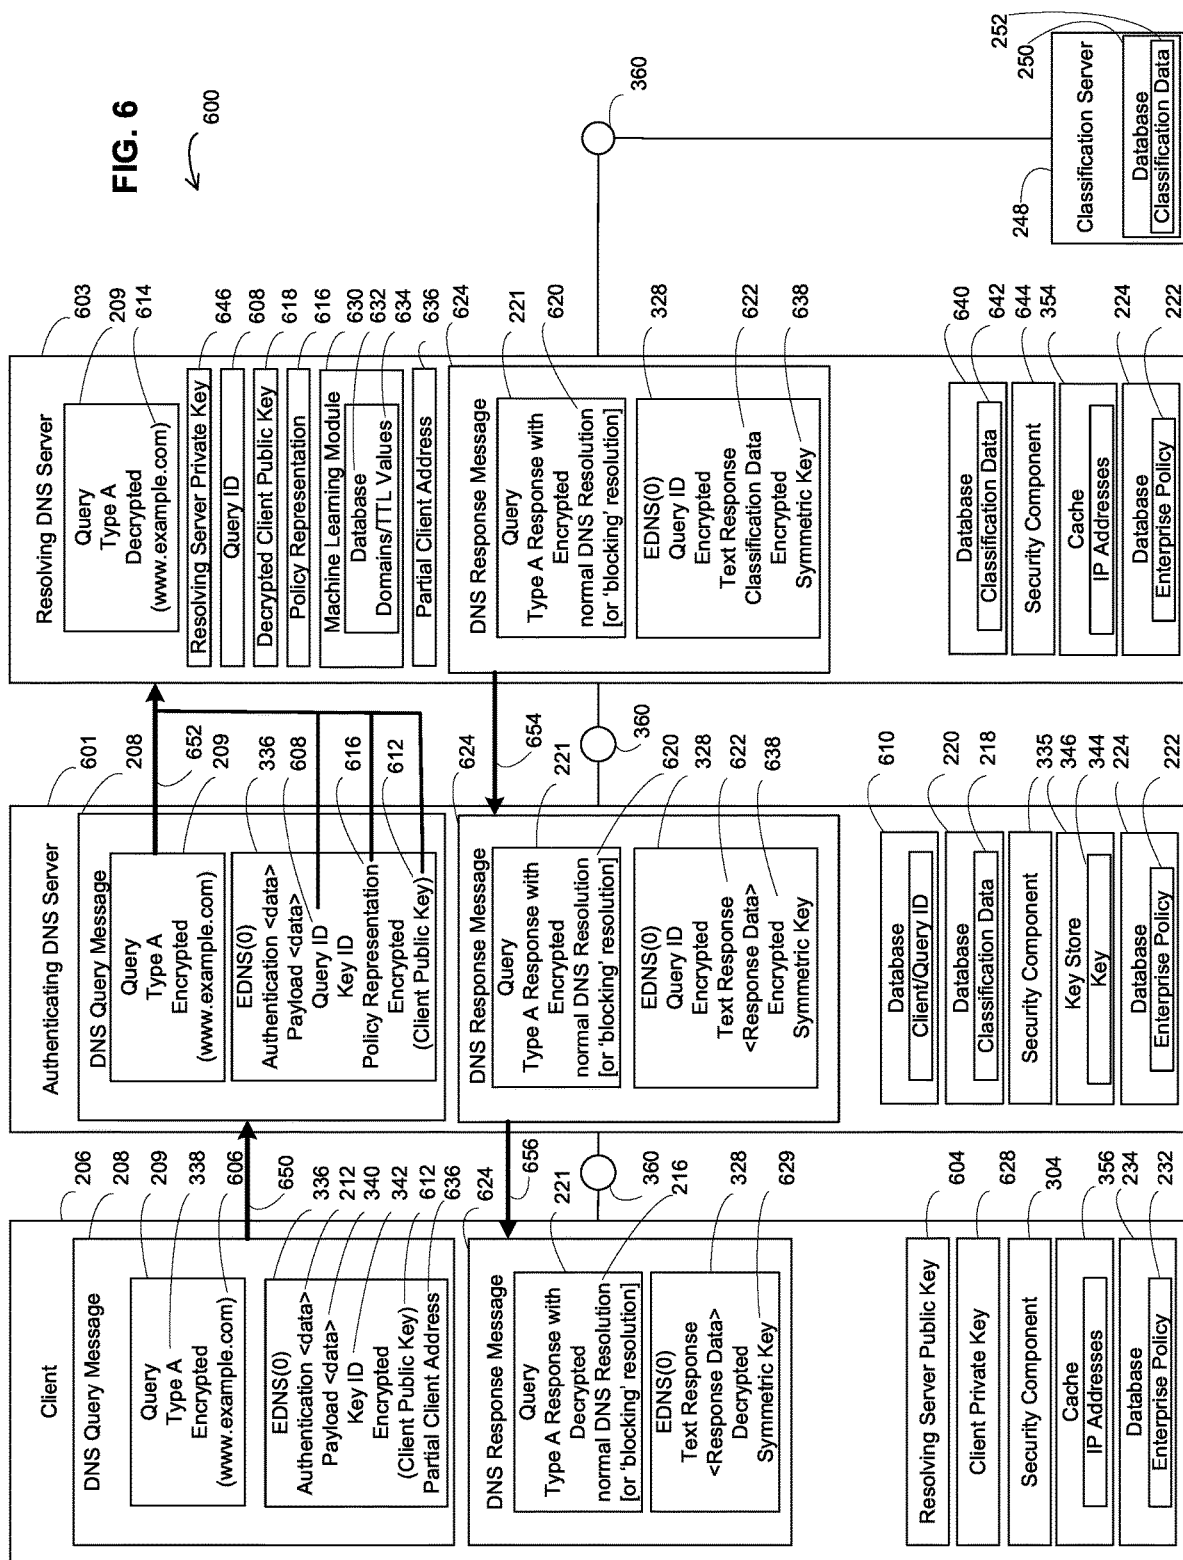 FIG. 6
600
Client
206
DNS Query Message
208
Query
Type A
Encrypted
(www.example.com)
209
338
606
650
EDNS(0)
Authentication <data>
Payload <data>
Key ID
Encrypted
(Client Public Key)
Partial Client Address
336
212
340
342
612
636
DNS Response Message
624
656
Query
Type A Response with
Decrypted
normal DNS Resolution
[or 'blocking' resolution]
221
360
216
EDNS(0)
Text Response
<Response Data>
Decrypted
Symmetric Key
328
629
Resolving Server Public Key
604
Client Private Key
628
Security Component
304
Cache
IP Addresses
356
Database
Enterprise Policy
234
232
Authenticating DNS Server
601
DNS Query Message
208
Query
Type A
Encrypted
(www.example.com)
652
209
EDNS(0)
Authentication <data>
Payload <data>
Query ID
Key ID
Policy Representation
Encrypted
(Client Public Key)
336
608
616
612
DNS Response Message
624
654
Query
Type A Response with
Encrypted
normal DNS Resolution
[or 'blocking' resolution]
221
360
620
EDNS(0)
Query ID
Encrypted
Text Response
<Response Data>
Encrypted
Symmetric Key
328
622
638
Database
Client/Query ID
610
Database
Classification Data
220
218
Security Component
335
Key Store
Key
346
344
Database
Enterprise Policy
224
222
Resolving DNS Server
603
Query
Type A
Decrypted
(www.example.com)
209
614
Resolving Server Private Key
646
Query ID
608
Decrypted Client Public Key
618
Policy Representation
616
Machine Learning Module
630
Database
632
Domains/TTL Values
634
Partial Client Address
636
DNS Response Message
624
Query
Type A Response with
Encrypted
normal DNS Resolution
[or 'blocking' resolution]
221
620
EDNS(0)
Query ID
Encrypted
Text Response
Classification Data
Encrypted
Symmetric Key
328
622
638
Database
Classification Data
640
642
Security Component
644
Cache
IP Addresses
354
Database
Enterprise Policy
224
222
360
248
Classification Server
Database
Classification Data
250
252